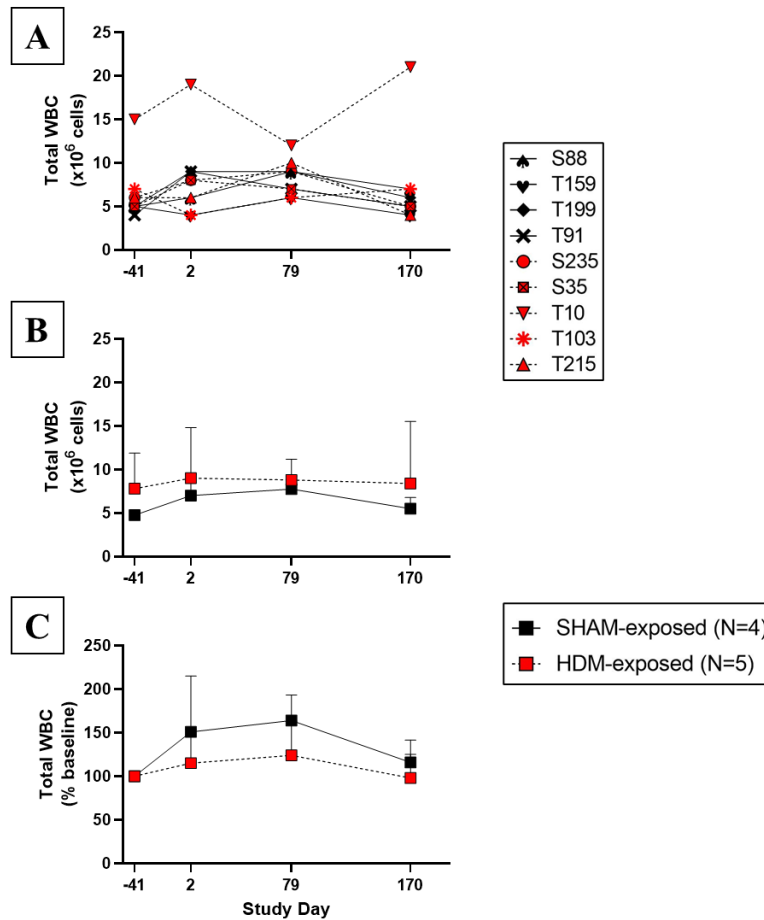 A
Total WBC
(x10⁶ cells)
25
20
15
10
5
0
-41 2 79 170
S88
T159
T199
T91
S235
S35
T10
T103
T215
B
Total WBC
(x10⁶ cells)
25
20
15
10
5
0
-41 2 79 170
C
Total WBC
(% baseline)
250
200
150
100
50
0
-41 2 79 170
Study Day
SHAM-exposed (N=4)
HDM-exposed (N=5)